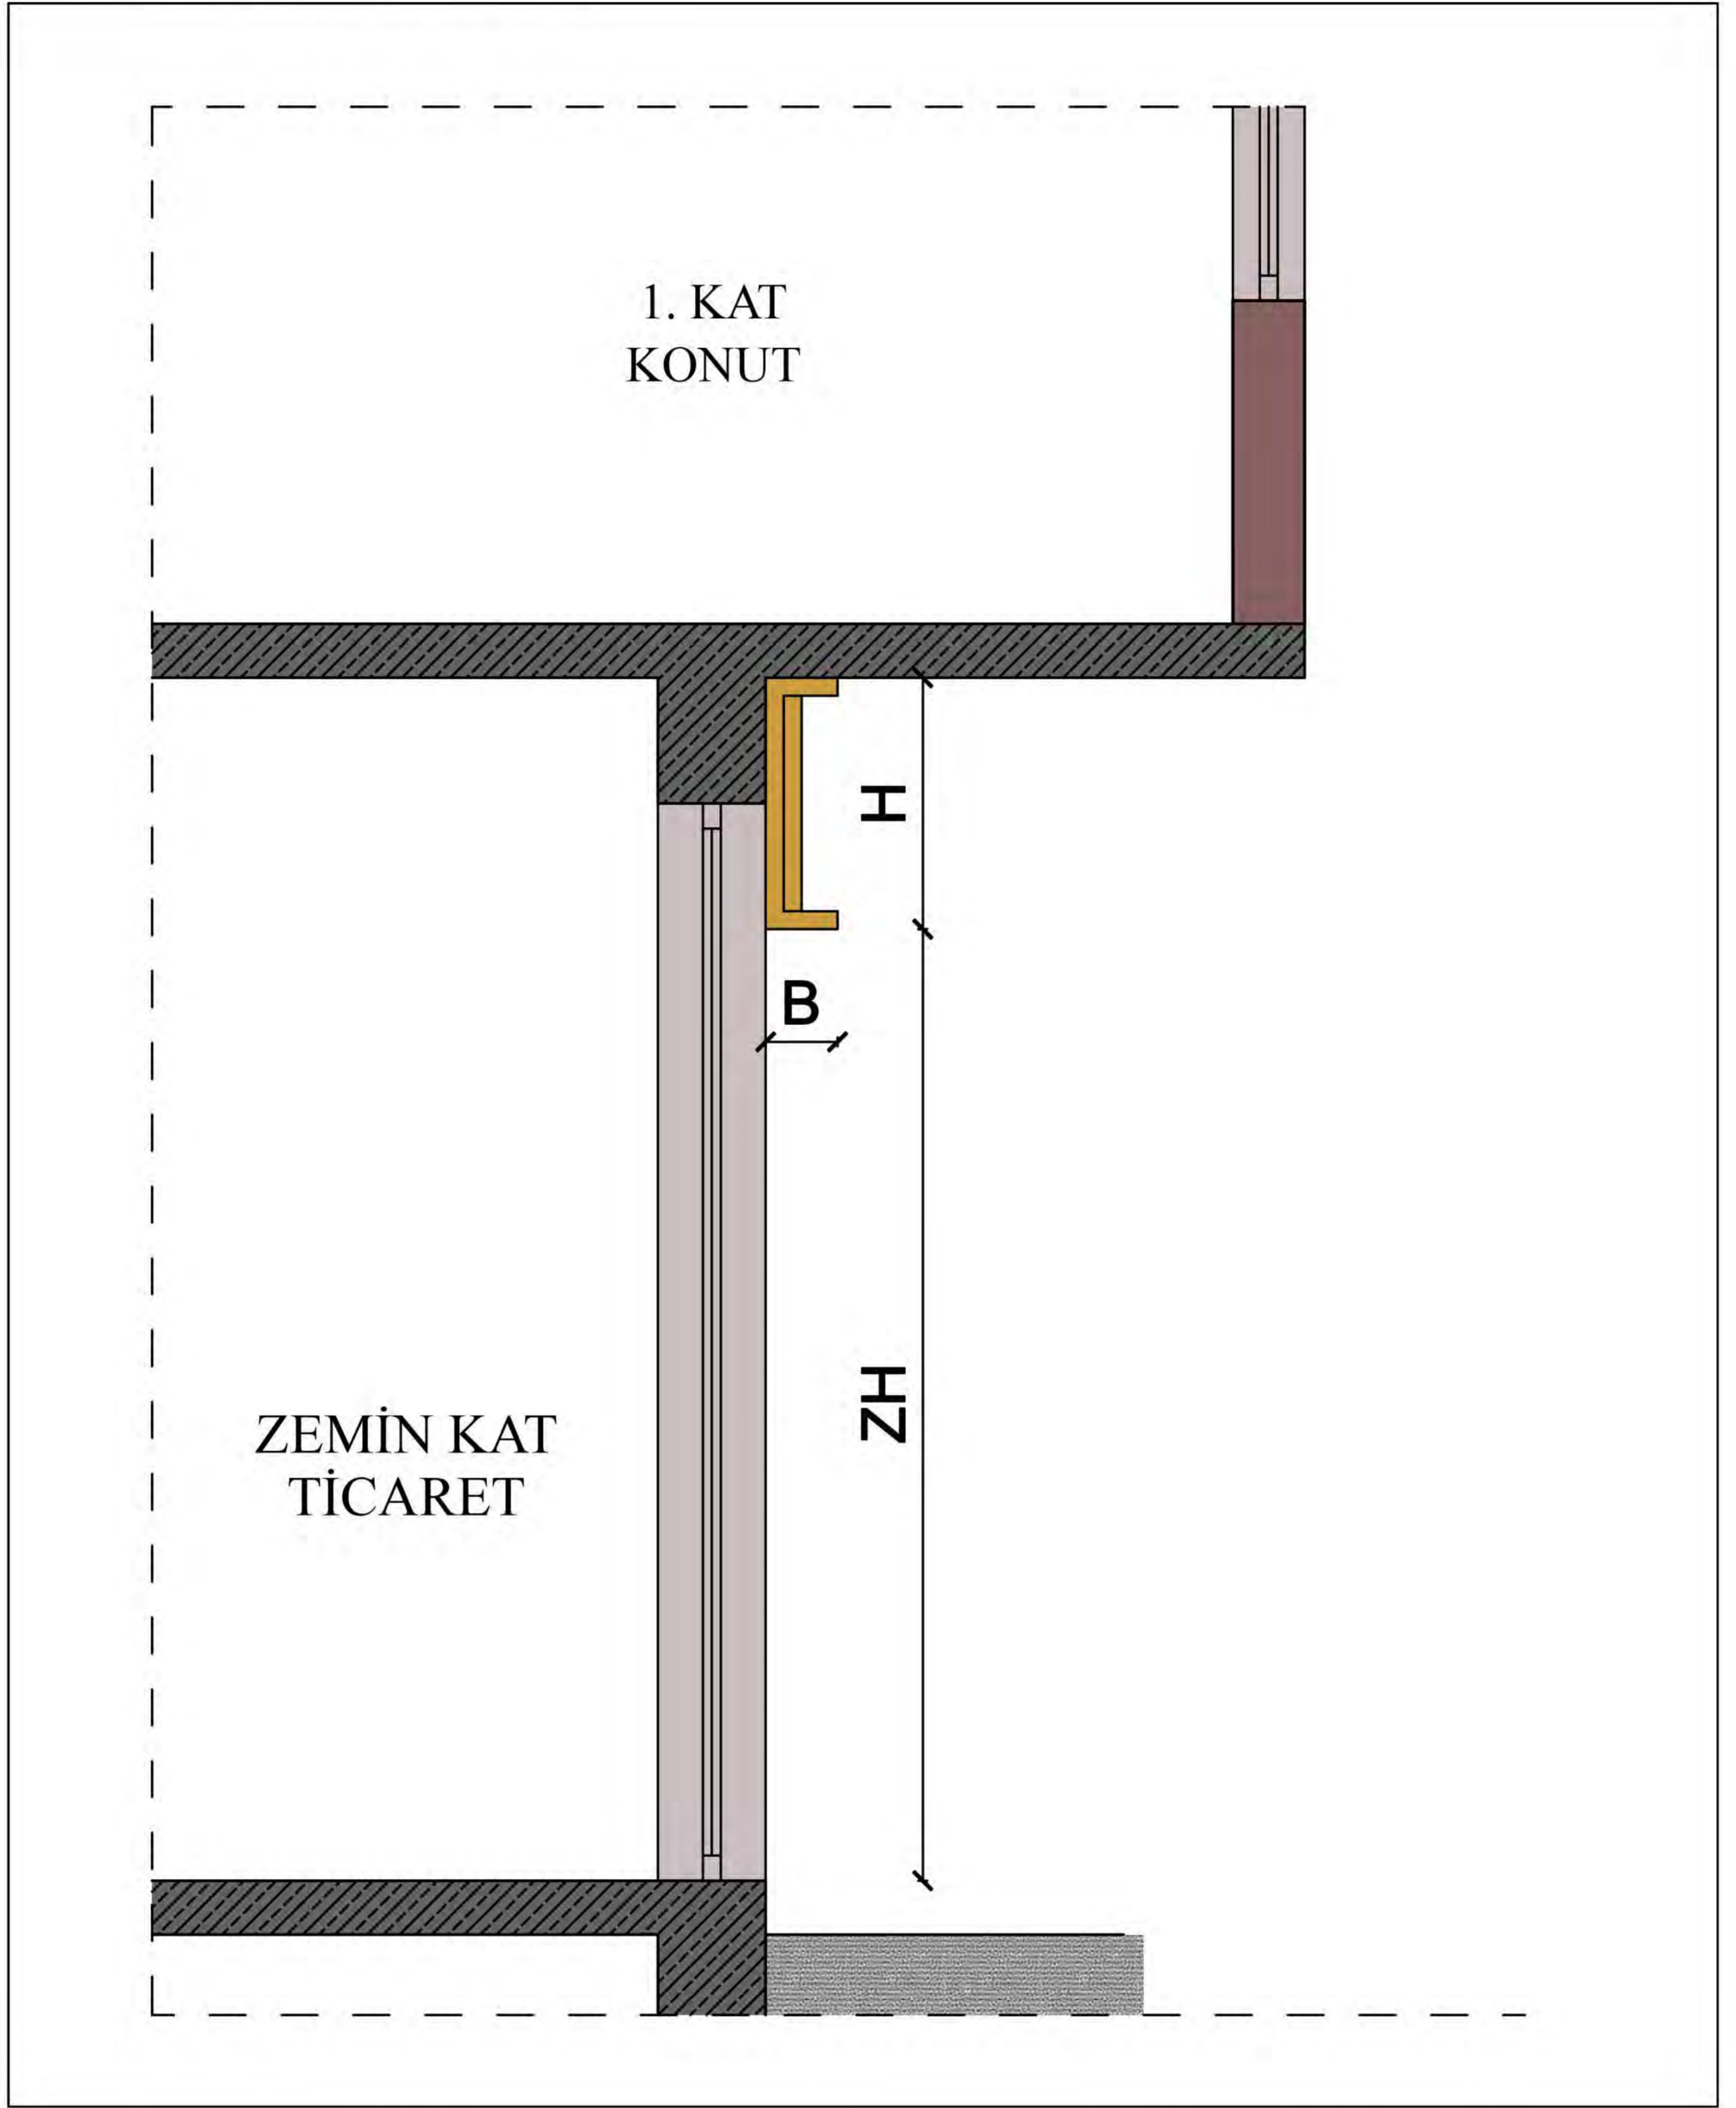 1. KAT
KONUT
H
B
ZH
ZEMİN KAT
TİCARET